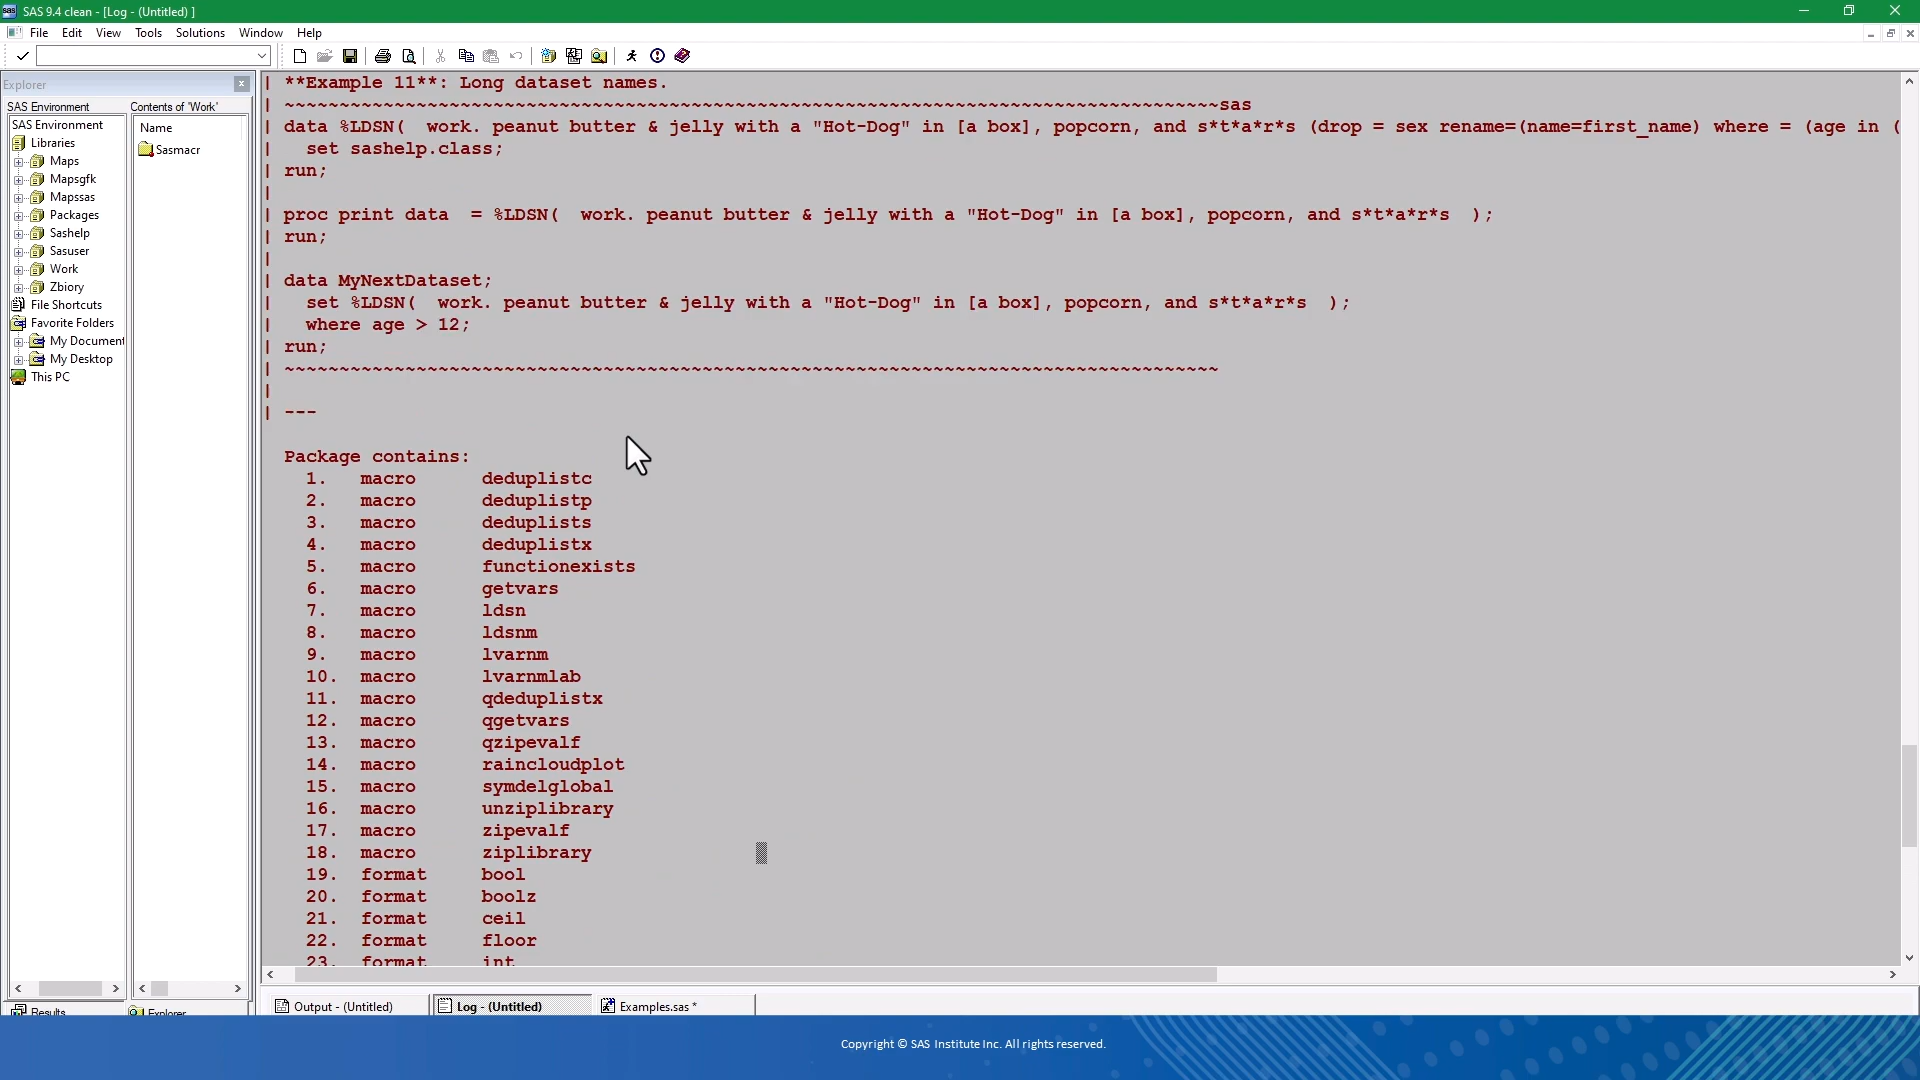 SAS 9.4 clean - [Log - (Untitled) ]
File Edit View Tools Solutions Window Help
Explorer
SAS Environment
Contents of 'Work'
SAS Environment
Libraries
Maps
Mapsgfk
Mapssas
Packages
Sashelp
Sasuser
Work
Zbiory
File Shortcuts
Favorite Folders
My Document
My Desktop
This PC
Name
Sasmacr
| **Example 11**: Long dataset names.
| ~~~~~~~~~~~~~~~~~~~~~~~~~~~~~~~~~~~~~~~~~~~~~~~~~~~~~~~~~~~~~~~~~~~~~~~~~~~~~~~~~~~~~sas
| data %LDSN(  work. peanut butter & jelly with a "Hot-Dog" in [a box], popcorn, and s*t*a*r*s (drop = sex rename=(name=first_name) where = (age in (
|   set sashelp.class;
| run;
|
| proc print data  = %LDSN(  work. peanut butter & jelly with a "Hot-Dog" in [a box], popcorn, and s*t*a*r*s  );
| run;
|
| data MyNextDataset;
|   set %LDSN(  work. peanut butter & jelly with a "Hot-Dog" in [a box], popcorn, and s*t*a*r*s  );
|   where age > 12;
| run;
| ~~~~~~~~~~~~~~~~~~~~~~~~~~~~~~~~~~~~~~~~~~~~~~~~~~~~~~~~~~~~~~~~~~~~~~~~~~~~~~~~~~~~~
|
| ---
Package contains:
1. macro deduplistc
2. macro deduplistp
3. macro deduplists
4. macro deduplistx
5. macro functionexists
6. macro getvars
7. macro ldsn
8. macro ldsnm
9. macro lvarnm
10. macro lvarnmlab
11. macro qdeduplistx
12. macro qgetvars
13. macro qzipevalf
14. macro raincloudplot
15. macro symdelglobal
16. macro unziplibrary
17. macro zipevalf
18. macro ziplibrary
19. format bool
20. format boolz
21. format ceil
22. format floor
23. format int
Results
Explorer
Output - (Untitled)
Log - (Untitled)
Examples.sas *
Copyright © SAS Institute Inc. All rights reserved.